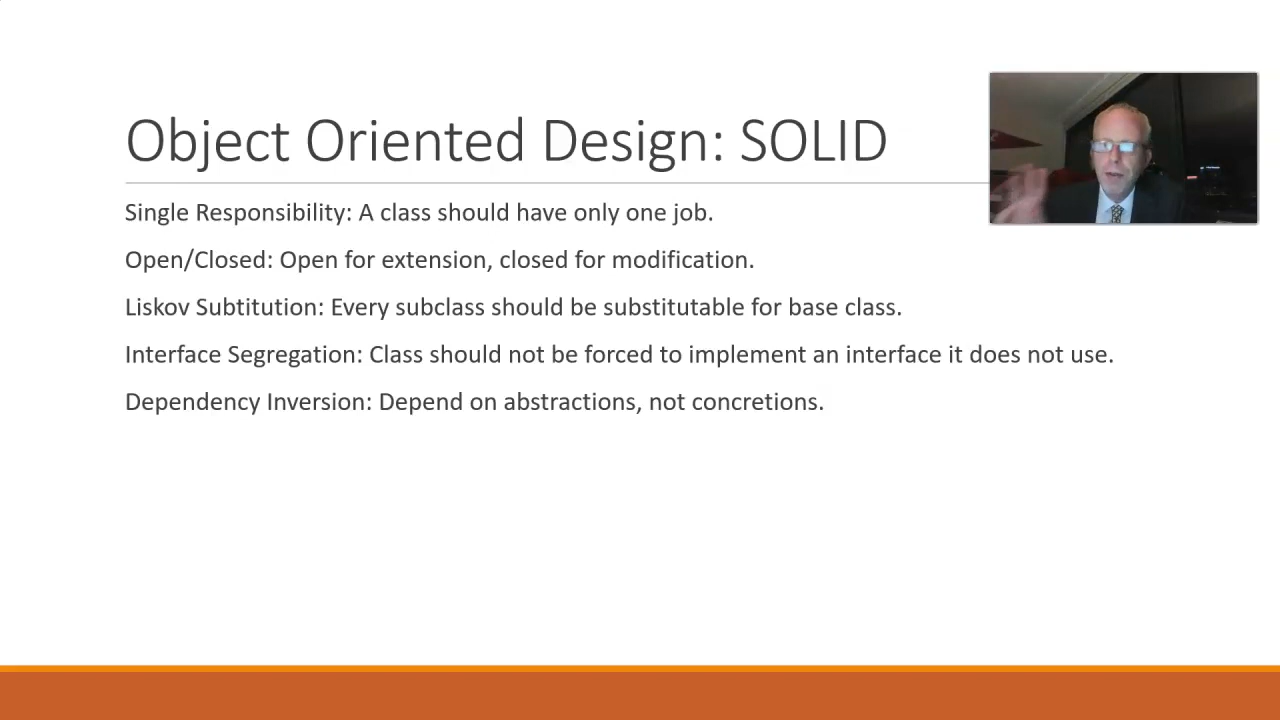 Object Oriented Design: SOLID
Single Responsibility: A class should have only one job.
Open/Closed: Open for extension, closed for modification.
Liskov Subtitution: Every subclass should be substitutable for base class.
Interface Segregation: Class should not be forced to implement an interface it does not use.
Dependency Inversion: Depend on abstractions, not concretions.